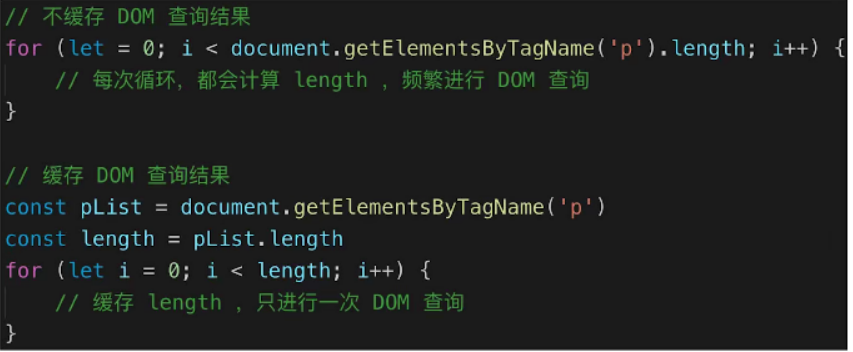 // 不缓存 DOM 查询结果
for (let = 0; i < document.getElementsByTagName('p').length; i++) {
// 每次循环，都会计算 length ，频繁进行 DOM 查询
}
// 缓存 DOM 查询结果
const pList = document.getElementsByTagName('p')
const length = pList.length
for (let i = 0; i < length; i++) {
// 缓存 length ，只进行一次 DOM 查询
}